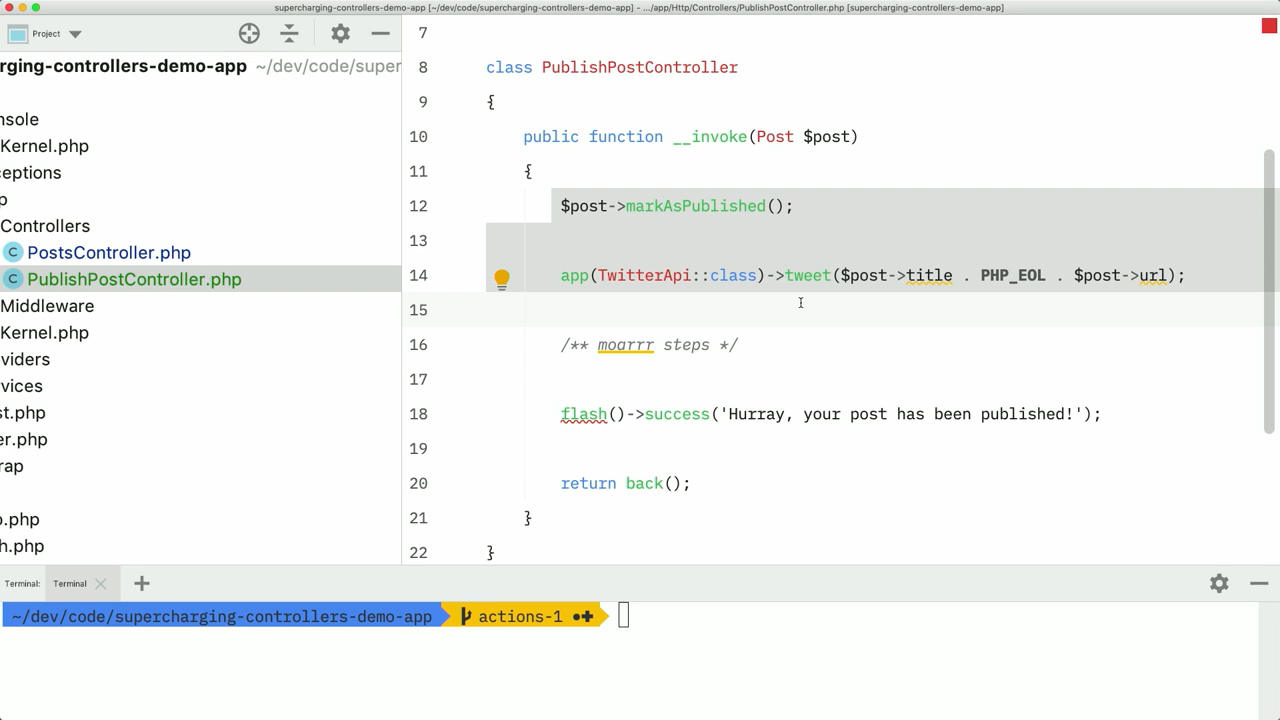 supercharging-controllers-demo-app [~/dev/code/supercharging-controllers-demo-app] - .../app/Http/Controllers/PublishPostController.php [supercharging-controllers-demo-app]
Project
rging-controllers-demo-app ~/dev/code/super
nsole
Kernel.php
ceptions
p
Controllers
C PostsController.php
C PublishPostController.php
Middleware
Kernel.php
viders
vices
st.php
er.php
rap
o.php
h.php
7
8 class PublishPostController
9 {
10 public function __invoke(Post $post)
11 {
12 $post->markAsPublished();
13
14 app(TwitterApi::class)->tweet($post->title . PHP_EOL . $post->url);
15
16 /** moarrr steps */
17
18 flash()->success('Hurray, your post has been published!');
19
20 return back();
21 }
22 }
Terminal: Terminal
~/dev/code/supercharging-controllers-demo-app actions-1